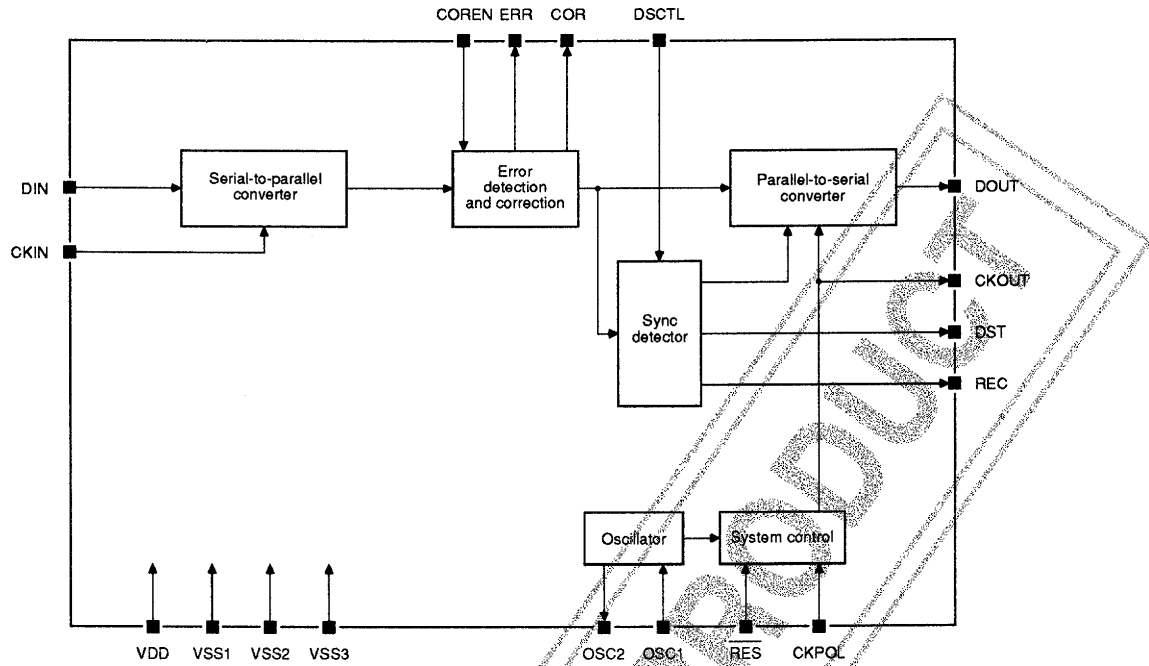 COREN ERR COR DSCTL
DIN
Serial-to-parallel
converter
Error
detection
and correction
Parallel-to-serial
converter
DOUT
CKIN
CKOUT
Sync
detector
DST
REC
Oscillator
System control
VDD VSS1 VSS2 VSS3 OSC2 OSC1 RES CKPOL
PRODUCT